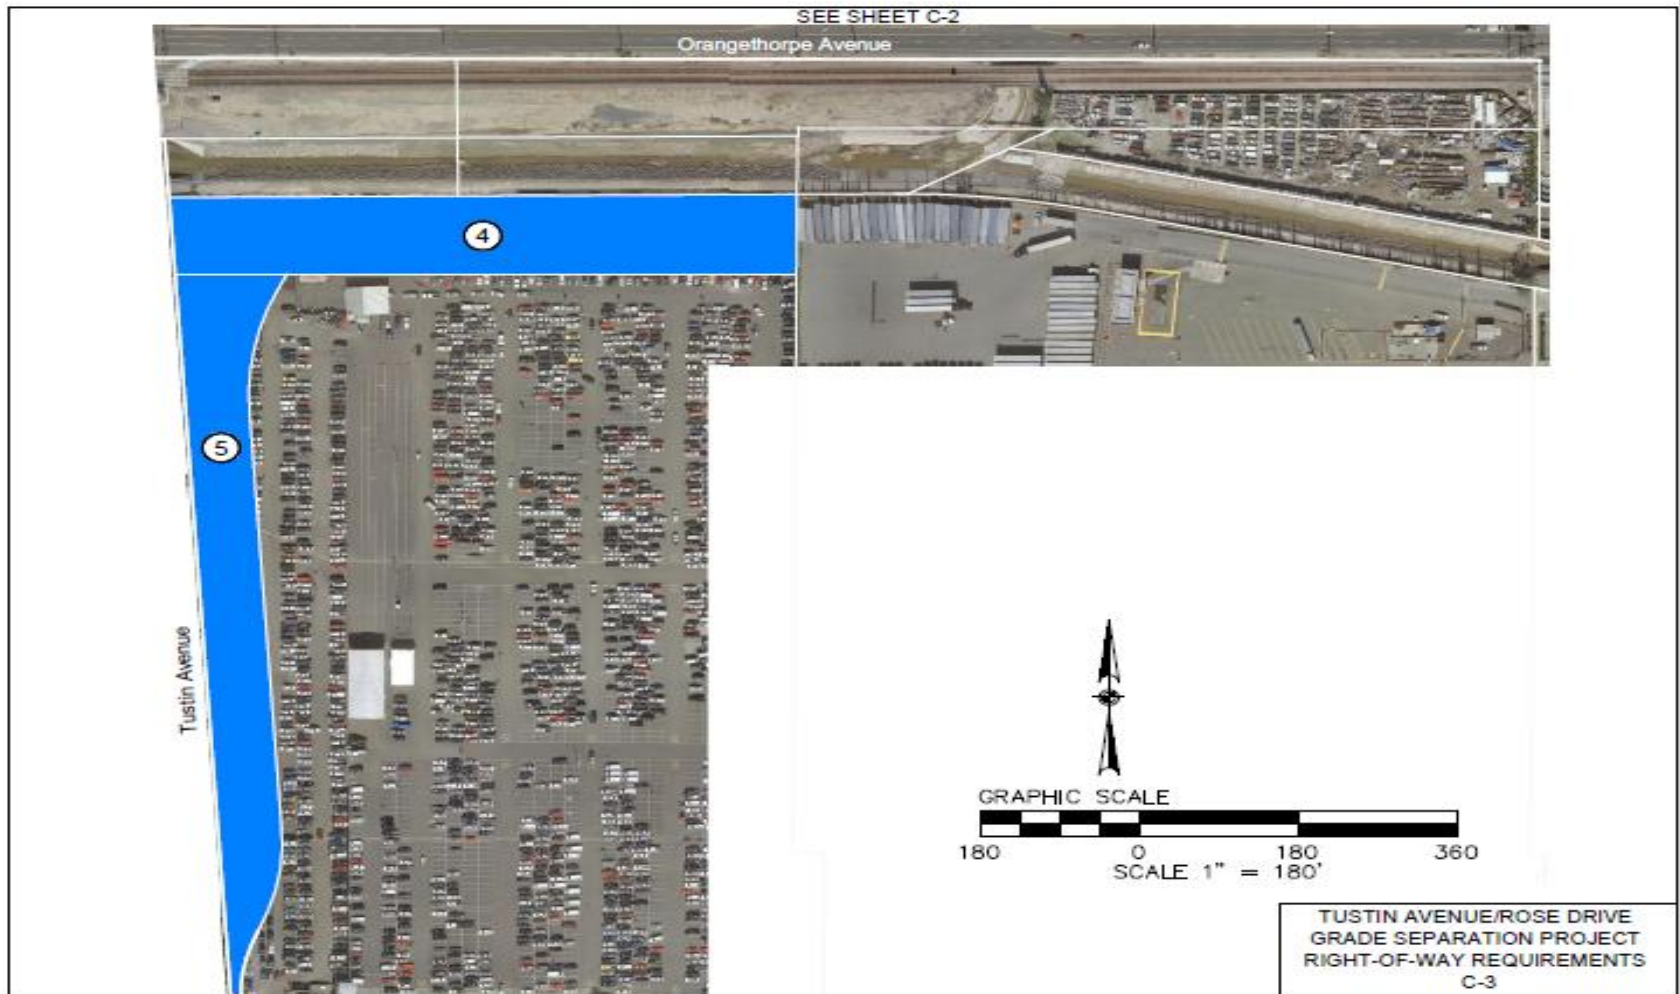 SEE SHEET C-2
Orangethorpe Avenue
4
5
Tustin Avenue
GRAPHIC SCALE
180 0 180 360
SCALE 1" = 180'
TUSTIN AVENUE/ROSE DRIVE
GRADE SEPARATION PROJECT
RIGHT-OF-WAY REQUIREMENTS
C-3